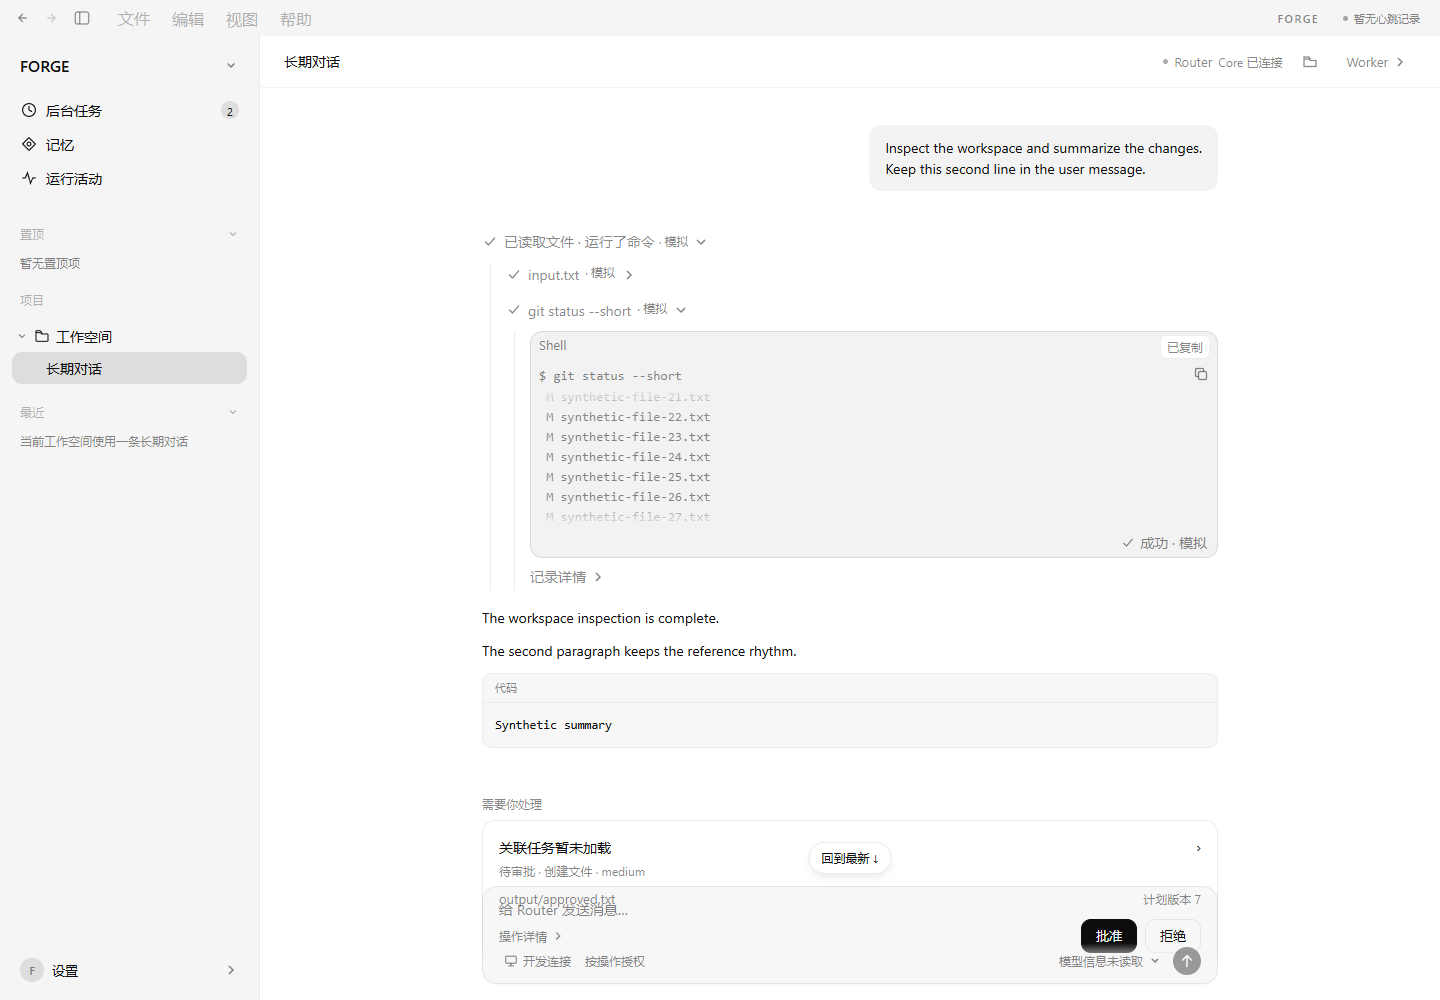 文件 编辑 视图 帮助
FORGE 暂无心跳记录
FORGE
后台任务 2
记忆
运行活动
置顶
暂无置顶项
项目
工作空间
长期对话
最近
当前工作空间使用一条长期对话
F 设置
长期对话
Router Core 已连接 Worker
Inspect the workspace and summarize the changes.
Keep this second line in the user message.
已读取文件 · 运行了命令 · 模拟
input.txt · 模拟
git status --short · 模拟
Shell 已复制
$ git status --short
M synthetic-file-21.txt
M synthetic-file-22.txt
M synthetic-file-23.txt
M synthetic-file-24.txt
M synthetic-file-25.txt
M synthetic-file-26.txt
M synthetic-file-27.txt
成功 · 模拟
记录详情
The workspace inspection is complete.
The second paragraph keeps the reference rhythm.
代码
Synthetic summary
需要你处理
关联任务暂未加载
回到最新 ↓
待审批 · 创建文件 · medium
output/approved.txt 计划版本 7
给 Router 发送消息...
操作详情 批准 拒绝
开发连接 按操作授权 模型信息未读取